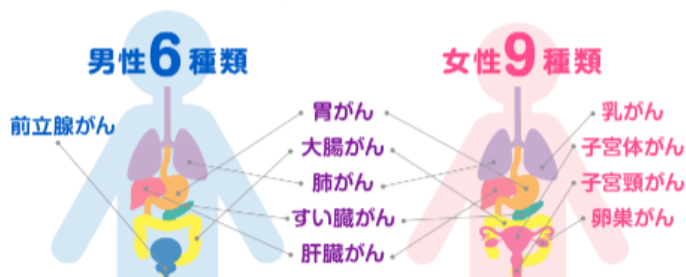 男性6種類
女性9種類
前立腺がん
胃がん
大腸がん
肺がん
すい臓がん
肝臓がん
乳がん
子宮体がん
子宮頸がん
卵巣がん